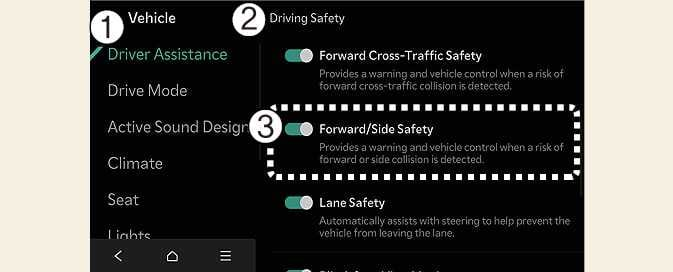 1
Vehicle
2
Driving Safety
Driver Assistance
Drive Mode
Active Sound Design
Climate
Seat
Lights
Forward Cross-Traffic Safety
Provides a warning and vehicle control when a risk of
forward cross-traffic collision is detected.
3
Forward/Side Safety
Provides a warning and vehicle control when a risk of
forward or side collision is detected.
Lane Safety
Automatically assists with steering to help prevent the
vehicle from leaving the lane.